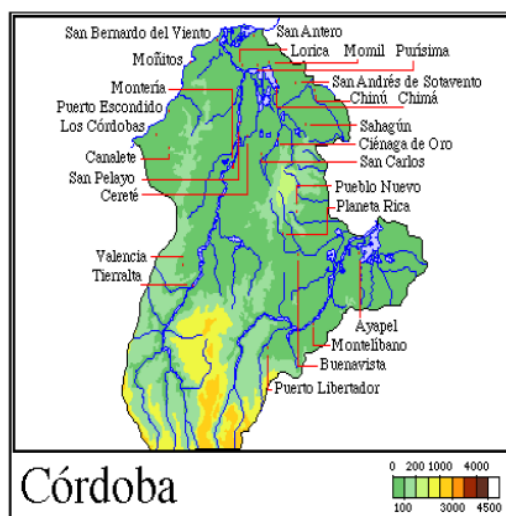 San Bernardo del Viento
San Antero
Lorica
Momil
Purísima
Moñitos
San Andrés de Sotavento
Montería
Chinú
Chimá
Puerto Escondido
Sahagún
Los Córdobas
Ciénaga de Oro
Canalete
San Carlos
San Pelayo
Pueblo Nuevo
Cereté
Planeta Rica
Valencia
Tierralta
Ayapel
Montelíbano
Buenavista
Puerto Libertador
Córdoba
0 200 1000 4000
100 3000 4500